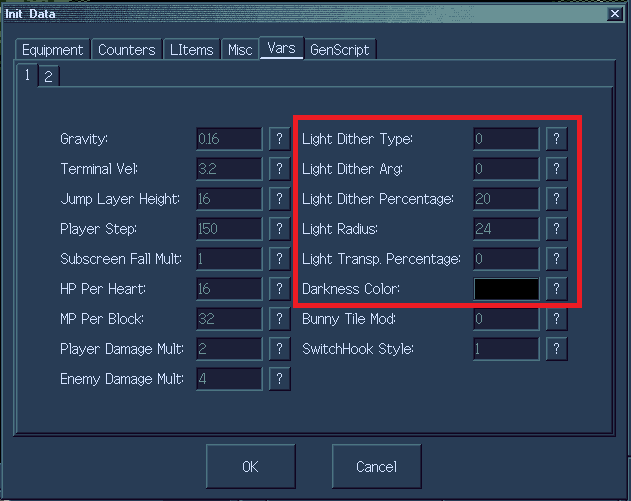 Init Data
Equipment Counters LItems Misc Vars GenScript
1 2
Gravity: 0.16 ? Light Dither Type: 0 ?
Terminal Vel: 3.2 ? Light Dither Arg: 0 ?
Jump Layer Height: 16 ? Light Dither Percentage: 20 ?
Player Step: 150 ? Light Radius: 24 ?
Subscreen Fall Mult: 1 ? Light Transp. Percentage: 0 ?
HP Per Heart: 16 ? Darkness Color: ?
MP Per Block: 32 ? Bunny Tile Mod: 0 ?
Player Damage Mult: 2 ? SwitchHook Style: 1 ?
Enemy Damage Mult: 4 ?
OK Cancel